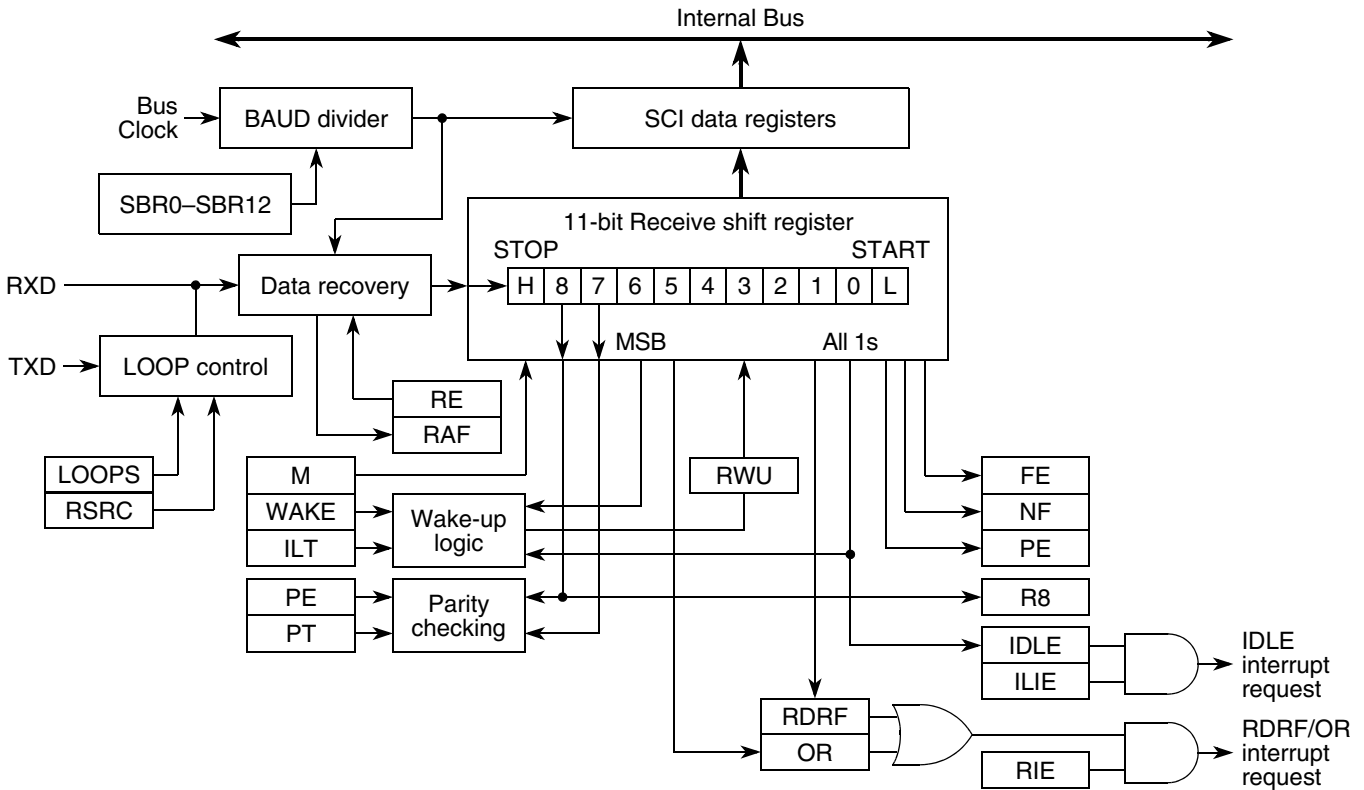 Internal Bus
Bus
Clock
BAUD divider
SCI data registers
SBR0–SBR12
11-bit Receive shift register
STOP
START
RXD
Data recovery
H 8 7 6 5 4 3 2 1 0 L
MSB
All 1s
TXD
LOOP control
RE
RAF
LOOPS
RSRC
M
WAKE
ILT
Wake-up
logic
RWU
FE
NF
PE
PE
PT
Parity
checking
R8
IDLE
ILIE
IDLE
interrupt
request
RDRF
OR
RIE
RDRF/OR
interrupt
request